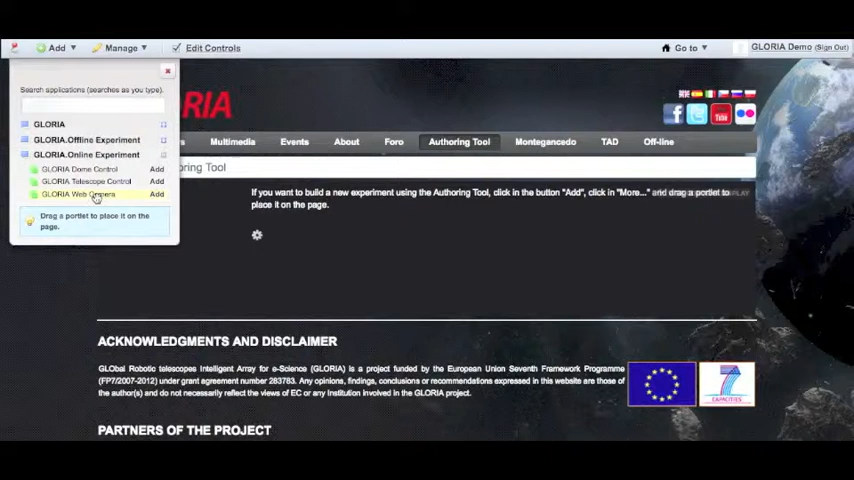 Add Manage Edit Controls Go to GLORIA Demo (Sign Out)
Search applications (searches as you type).
GLORIA
GLORIA.Offline Experiment
GLORIA.Online Experiment
GLORIA Dome Control Add
GLORIA Telescope Control Add
GLORIA Web Add
Drag a portlet to place it on the
page.
RIA
You Tube
s Multimedia Events About Foro Authoring Tool Montegancedo TAD Off-line
ring Tool
If you want to build a new experiment using the Authoring Tool, click in the button "Add", click in "More..." and drag a portlet to
place it on the page.
ACKNOWLEDGMENTS AND DISCLAIMER
GLObal Robotic telescopes Intelligent Array for e-Science (GLORIA) is a project funded by the European Union Seventh Framework Programme
(FP7/2007-2012) under grant agreement number 283783. Any opinions, findings, conclusions or recommendations expressed in this website are those of
the author(s) and do not necessarily reflect the views of EC or any Institution involved in the GLORIA project.
CAPACITIES
PARTNERS OF THE PROJECT